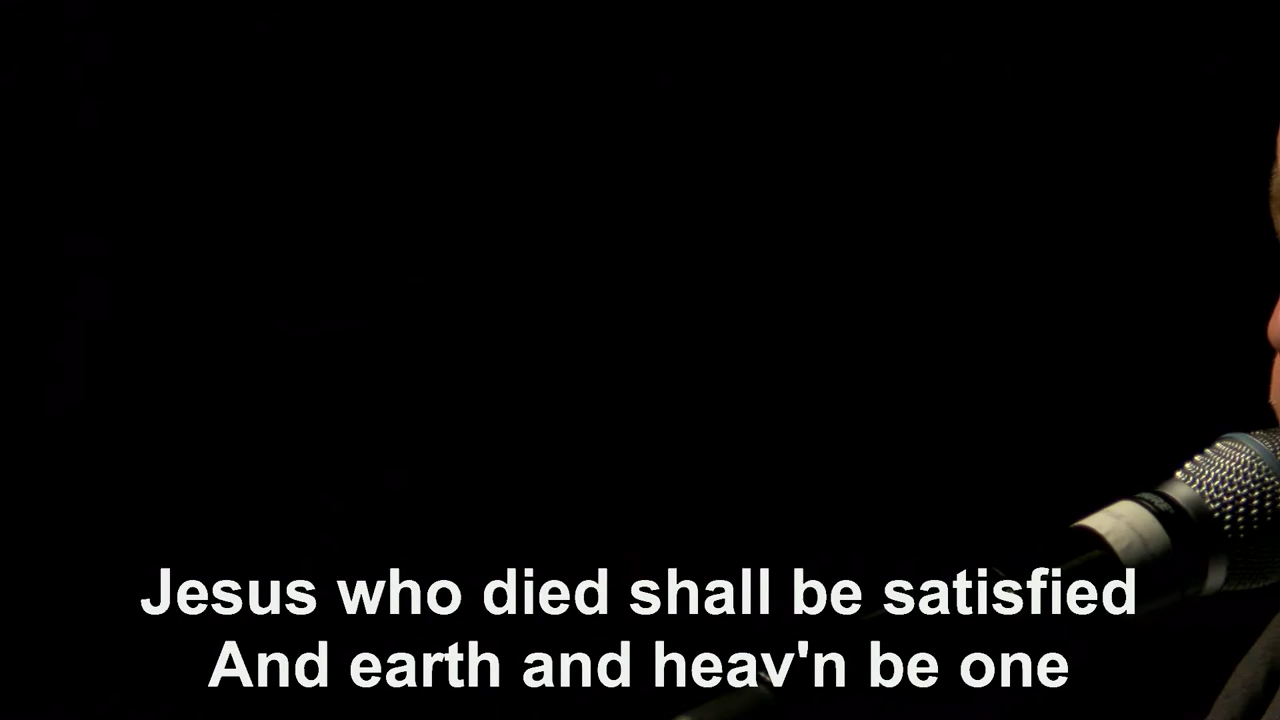 Jesus who died shall be satisfied
And earth and heav'n be one